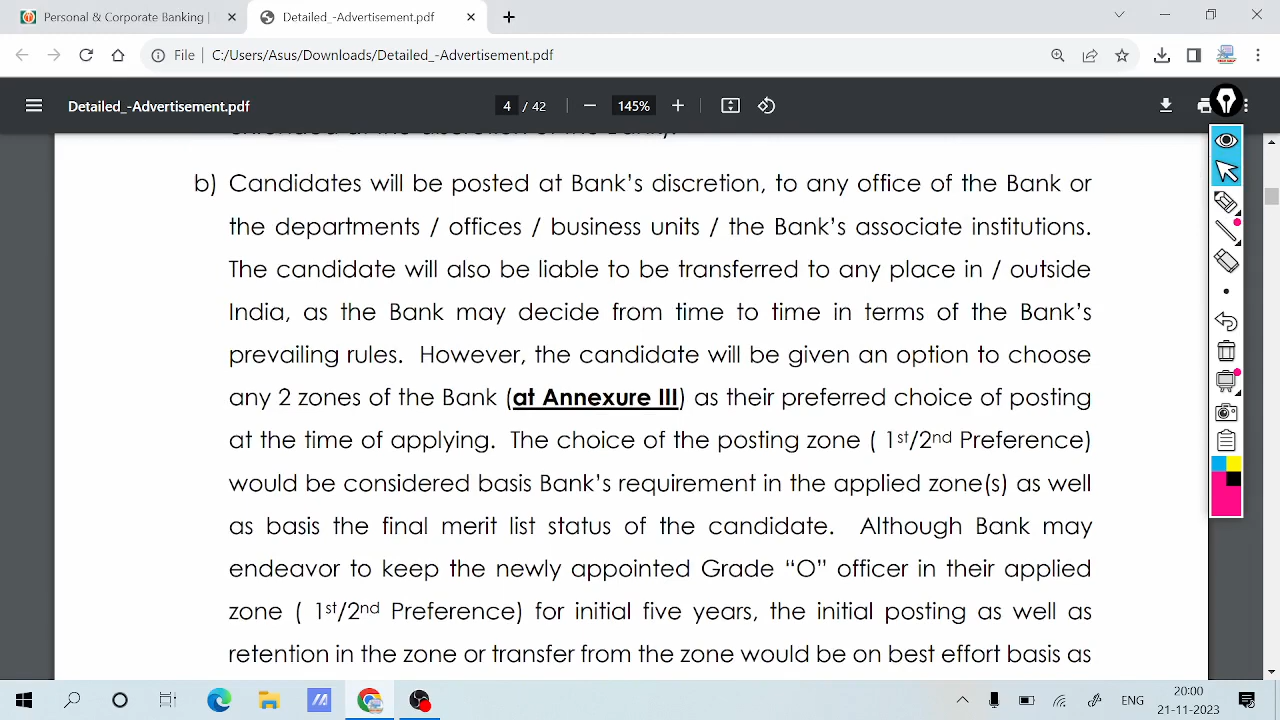 Personal & Corporate Banking |
Detailed_-Advertisement.pdf
File
C:/Users/Asus/Downloads/Detailed_-Advertisement.pdf
Detailed_-Advertisement.pdf
4 / 42
145%
b) Candidates will be posted at Bank's discretion, to any office of the Bank or
the departments / offices / business units / the Bank's associate institutions.
The candidate will also be liable to be transferred to any place in / outside
India, as the Bank may decide from time to time in terms of the Bank's
prevailing rules. However, the candidate will be given an option to choose
any 2 zones of the Bank (at Annexure III) as their preferred choice of posting
at the time of applying. The choice of the posting zone ( 1st/2nd Preference)
would be considered basis Bank's requirement in the applied zone(s) as well
as basis the final merit list status of the candidate. Although Bank may
endeavor to keep the newly appointed Grade “O” officer in their applied
zone ( 1st/2nd Preference) for initial five years, the initial posting as well as
retention in the zone or transfer from the zone would be on best effort basis as
ENG
20:00
21-11-2023